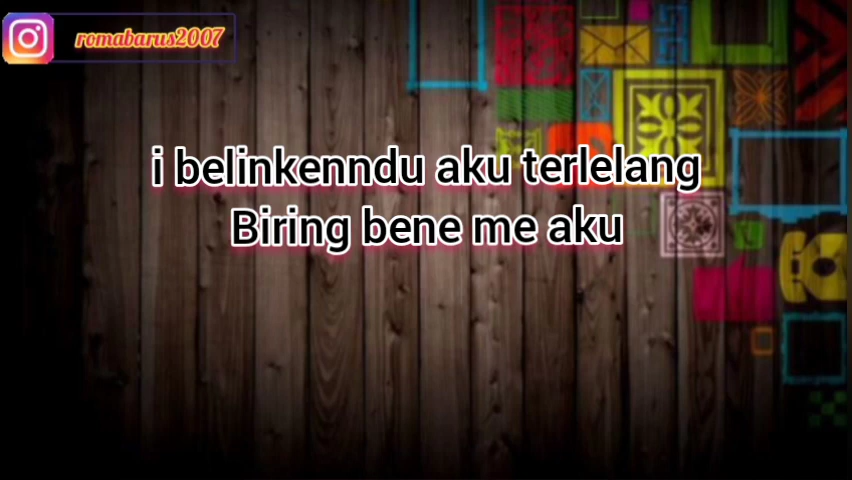 romabarus2007
i belinkenndu aku terlelang
Biring bene me aku